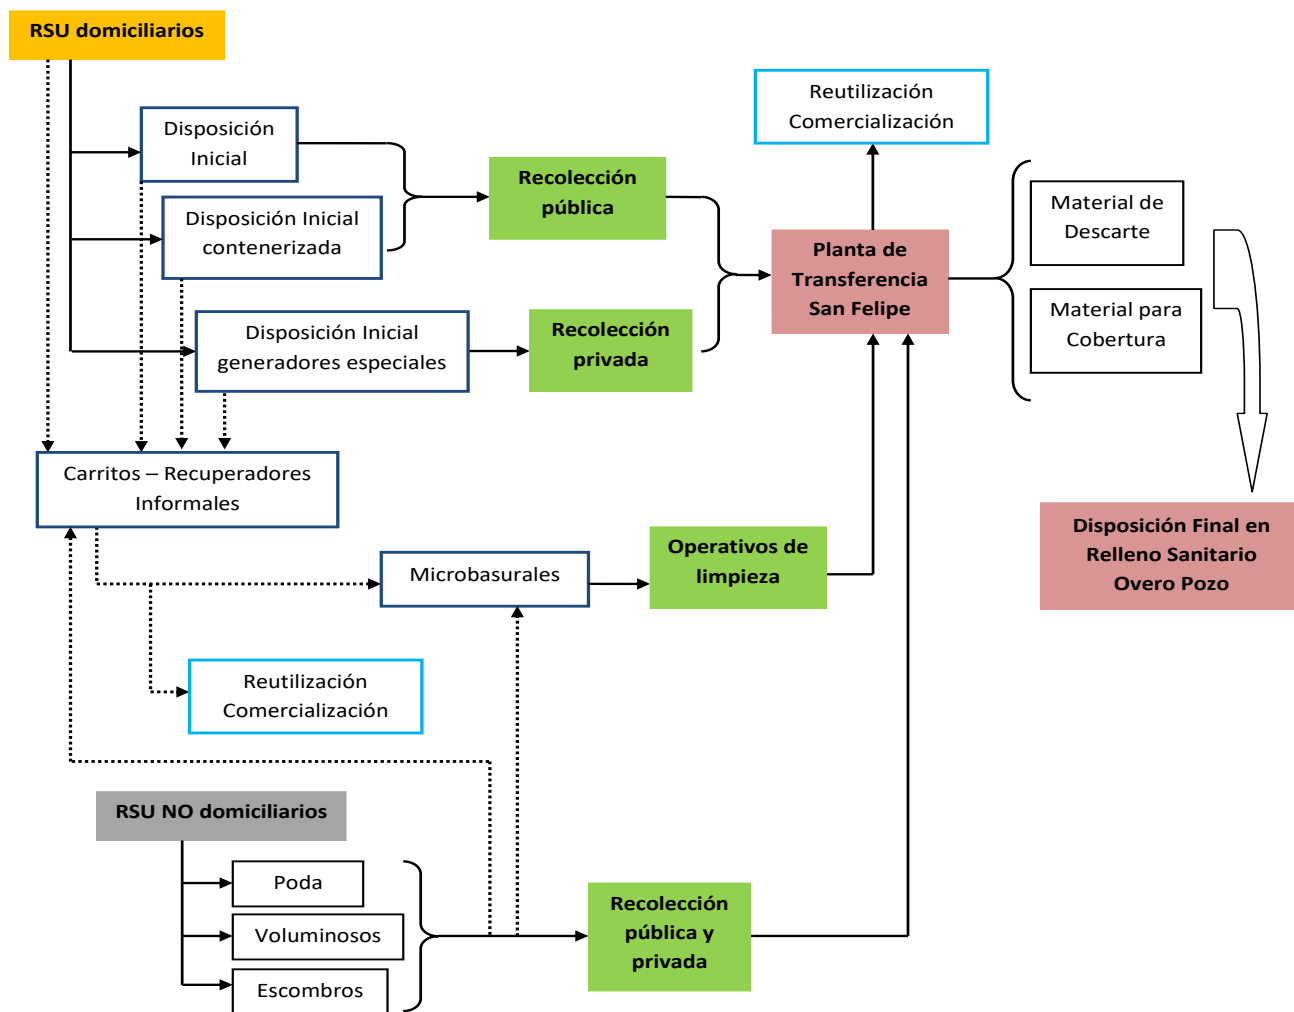 RSU domiciliarios
Disposición
Inicial
Disposición Inicial
contenerizada
Disposición Inicial
generadores especiales
Recolección
pública
Recolección
privada
Reutilización
Comercialización
Planta de
Transferencia
San Felipe
Material de
Descarte
Material para
Cobertura
Carritos – Recuperadores
Informales
Microbasurales
Operativos de
limpieza
Disposición Final en
Relleno Sanitario
Overo Pozo
Reutilización
Comercialización
RSU NO domiciliarios
Poda
Voluminosos
Escombros
Recolección
pública y
privada